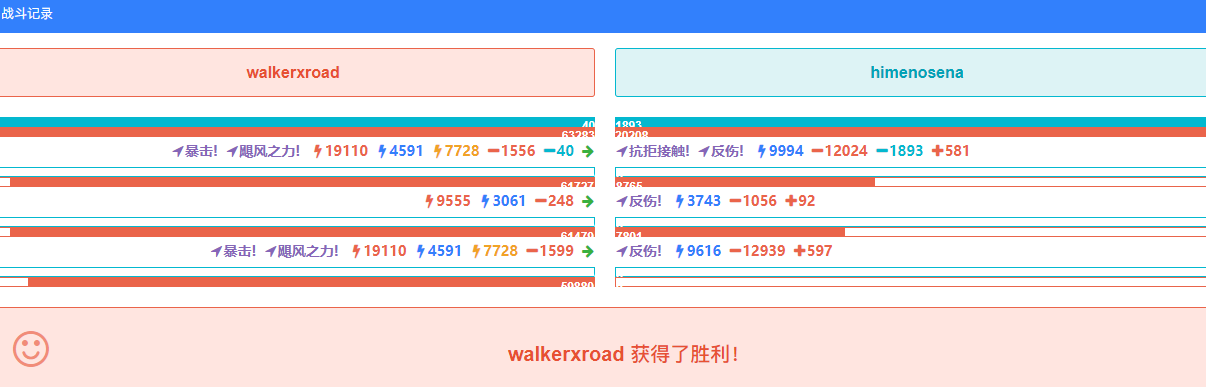 战斗记录
walkerxroad himenosena
40 1893
63283 20208
暴击! 飓风之力! 19110 4591 7728 1556 40 抗拒接触! 反伤! 9994 12024 1893 581
61727 8765
9555 3061 248 反伤! 3743 1056 92
61479 7801
暴击! 飓风之力! 19110 4591 7728 1599 反伤! 9616 12939 597
59880
walkerxroad 获得了胜利!